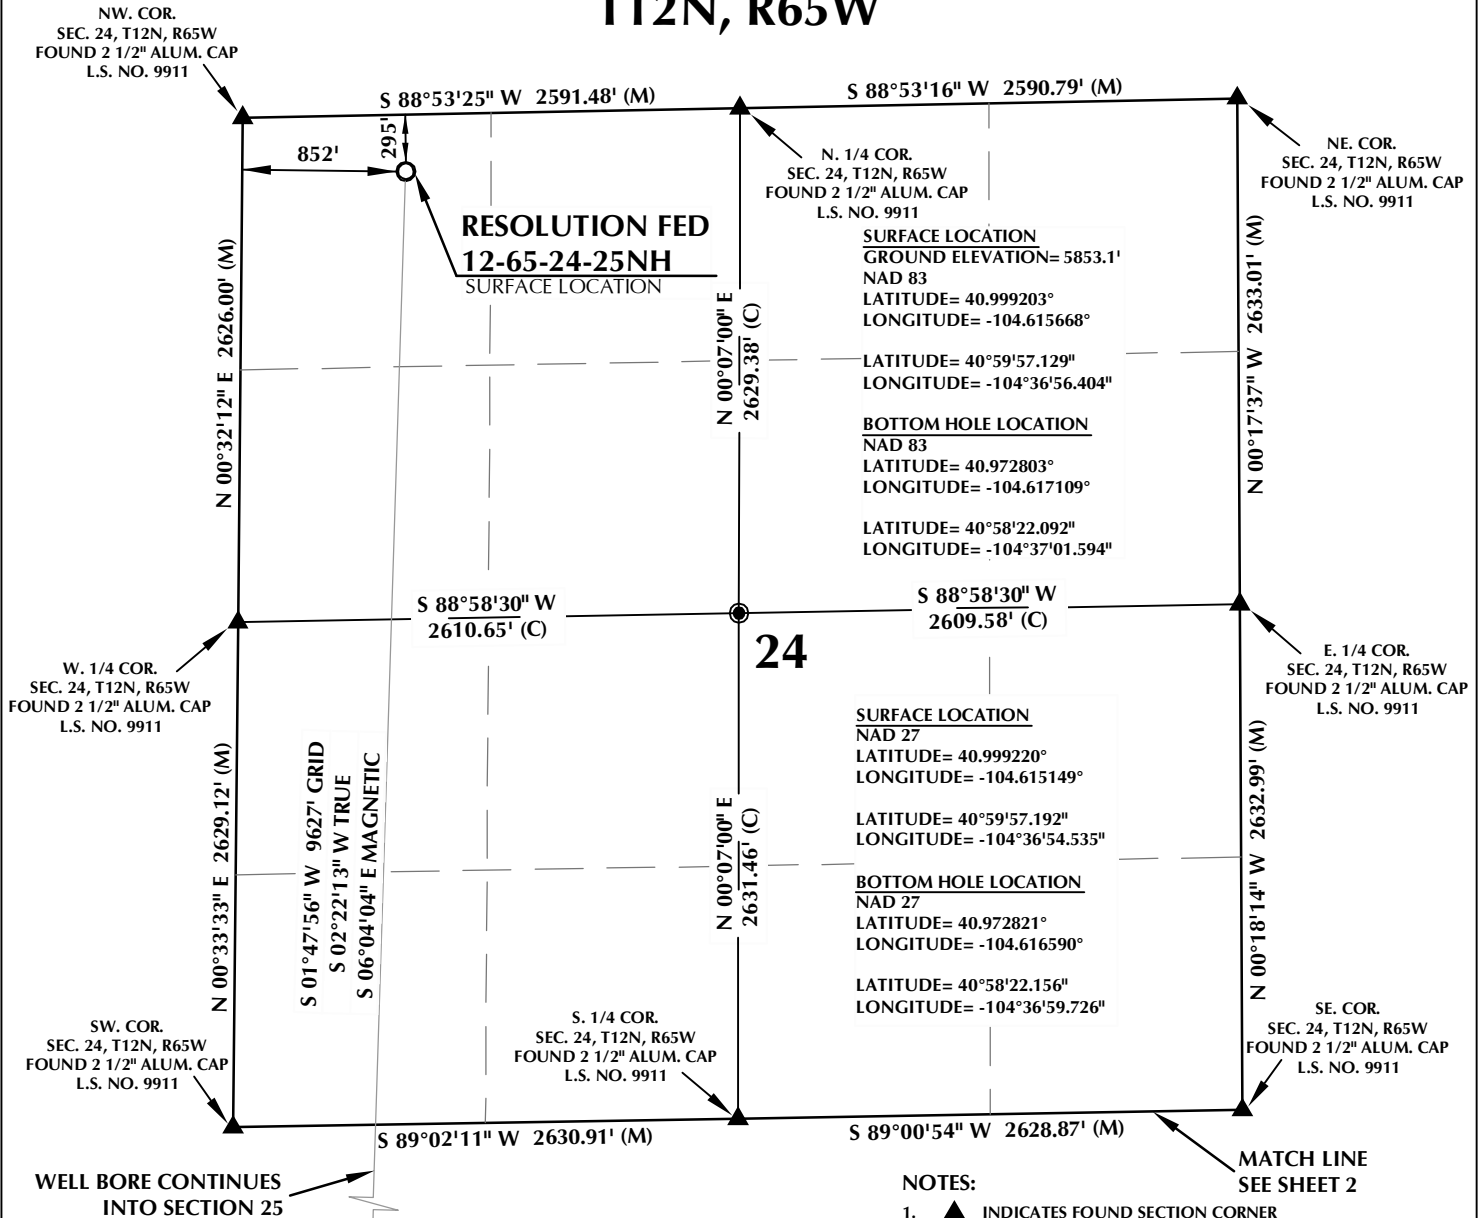 T12N, R65W
NW. COR.
SEC. 24, T12N, R65W
FOUND 2 1/2" ALUM. CAP
L.S. NO. 9911
S 88°53'25" W 2591.48' (M)
S 88°53'16" W 2590.79' (M)
295'
852'
N. 1/4 COR.
SEC. 24, T12N, R65W
FOUND 2 1/2" ALUM. CAP
L.S. NO. 9911
NE. COR.
SEC. 24, T12N, R65W
FOUND 2 1/2" ALUM. CAP
L.S. NO. 9911
RESOLUTION FED
12-65-24-25NH
SURFACE LOCATION
SURFACE LOCATION
GROUND ELEVATION= 5853.1'
NAD 83
LATITUDE= 40.999203°
LONGITUDE= -104.615668°
LATITUDE= 40°59'57.129"
LONGITUDE= -104°36'56.404"
BOTTOM HOLE LOCATION
NAD 83
LATITUDE= 40.972803°
LONGITUDE= -104.617109°
LATITUDE= 40°58'22.092"
LONGITUDE= -104°37'01.594"
N 00°32'12" E 2626.00' (M)
N 00°07'00" E
2629.38' (C)
N 00°17'37" W 2633.01' (M)
S 88°58'30" W
2610.65' (C)
S 88°58'30" W
2609.58' (C)
24
W. 1/4 COR.
SEC. 24, T12N, R65W
FOUND 2 1/2" ALUM. CAP
L.S. NO. 9911
E. 1/4 COR.
SEC. 24, T12N, R65W
FOUND 2 1/2" ALUM. CAP
L.S. NO. 9911
SURFACE LOCATION
NAD 27
LATITUDE= 40.999220°
LONGITUDE= -104.615149°
LATITUDE= 40°59'57.192"
LONGITUDE= -104°36'54.535"
BOTTOM HOLE LOCATION
NAD 27
LATITUDE= 40.972821°
LONGITUDE= -104.616590°
LATITUDE= 40°58'22.156"
LONGITUDE= -104°36'59.726"
N 00°33'33" E 2629.12' (M)
S 01°47'56" W 9627' GRID
S 02°22'13" W TRUE
S 06°04'04" E MAGNETIC
N 00°07'00" E
2631.46' (C)
N 00°18'14" W 2632.99' (M)
SW. COR.
SEC. 24, T12N, R65W
FOUND 2 1/2" ALUM. CAP
L.S. NO. 9911
S. 1/4 COR.
SEC. 24, T12N, R65W
FOUND 2 1/2" ALUM. CAP
L.S. NO. 9911
SE. COR.
SEC. 24, T12N, R65W
FOUND 2 1/2" ALUM. CAP
L.S. NO. 9911
S 89°02'11" W 2630.91' (M)
S 89°00'54" W 2628.87' (M)
WELL BORE CONTINUES
INTO SECTION 25
MATCH LINE
SEE SHEET 2
NOTES:
1. INDICATES FOUND SECTION CORNER